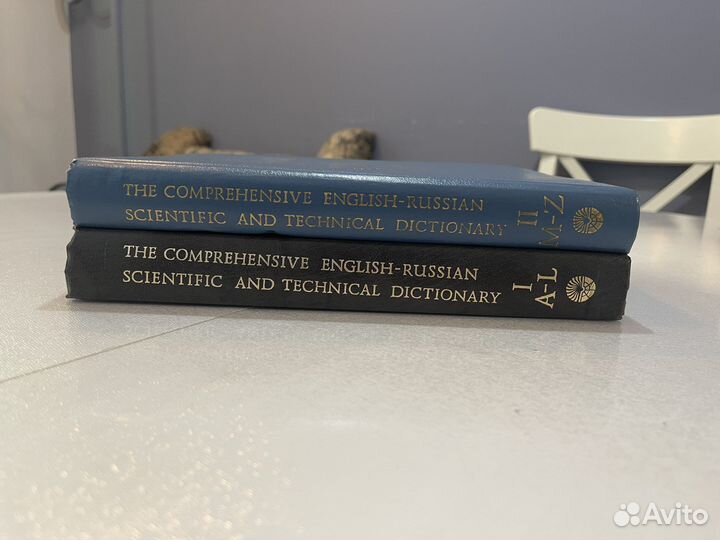 THE COMPREHENSIVE ENGLISH-RUSSIAN
SCIENTIFIC AND TECHNICAL DICTIONARY
II
M-Z
THE COMPREHENSIVE ENGLISH-RUSSIAN
SCIENTIFIC AND TECHNICAL DICTIONARY
I
A-L
Avito